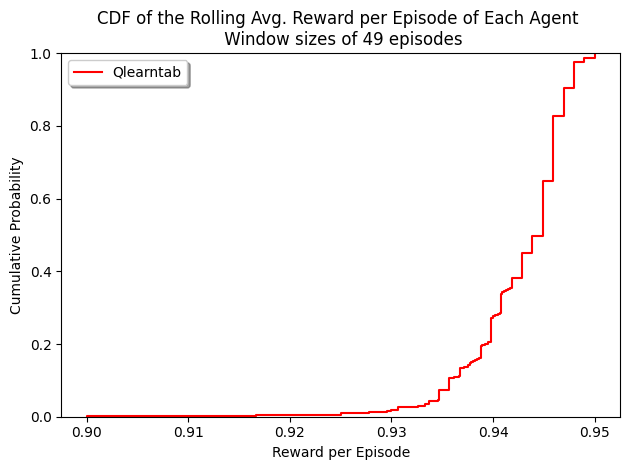 CDF of the Rolling Avg. Reward per Episode of Each Agent
Window sizes of 49 episodes
Qlearntab
1.0
0.8
0.6
0.4
0.2
0.0
Cumulative Probability
0.90 0.91 0.92 0.93 0.94 0.95
Reward per Episode